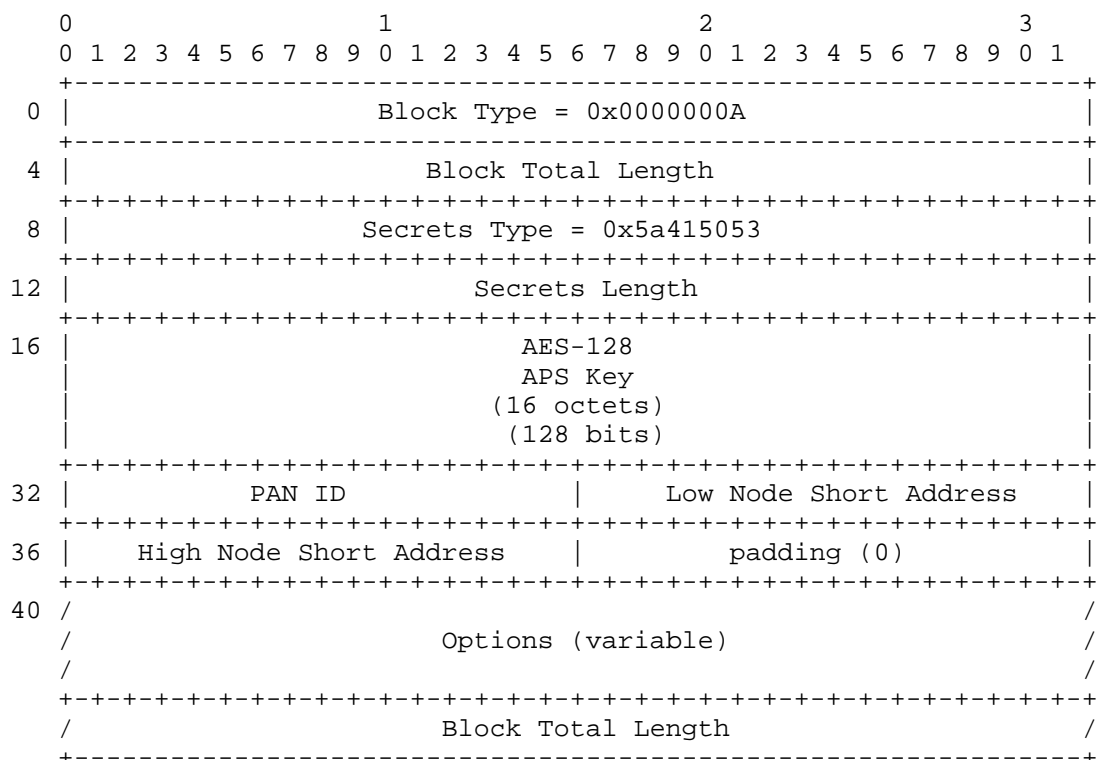 1                   2                   3
    0 1 2 3 4 5 6 7 8 9 0 1 2 3 4 5 6 7 8 9 0 1 2 3 4 5 6 7 8 9 0 1
   +---------------------------------------------------------------+
 0 |                   Block Type = 0x0000000A                     |
   +---------------------------------------------------------------+
 4 |                      Block Total Length                       |
   +-+-+-+-+-+-+-+-+-+-+-+-+-+-+-+-+-+-+-+-+-+-+-+-+-+-+-+-+-+-+-+-+
 8 |                  Secrets Type = 0x5a415053                    |
   +-+-+-+-+-+-+-+-+-+-+-+-+-+-+-+-+-+-+-+-+-+-+-+-+-+-+-+-+-+-+-+-+
12 |                         Secrets Length                        |
   +-+-+-+-+-+-+-+-+-+-+-+-+-+-+-+-+-+-+-+-+-+-+-+-+-+-+-+-+-+-+-+-+
16 |                            AES-128                            |
   |                            APS Key                            |
   |                          (16 octets)                          |
   |                           (128 bits)                          |
   +-+-+-+-+-+-+-+-+-+-+-+-+-+-+-+-+-+-+-+-+-+-+-+-+-+-+-+-+-+-+-+-+
32 |           PAN ID              |     Low Node Short Address    |
   +-+-+-+-+-+-+-+-+-+-+-+-+-+-+-+-+-+-+-+-+-+-+-+-+-+-+-+-+-+-+-+-+
36 |    High Node Short Address    |         padding (0)           |
   +-+-+-+-+-+-+-+-+-+-+-+-+-+-+-+-+-+-+-+-+-+-+-+-+-+-+-+-+-+-+-+-+
40 /                                                               /
   /                       Options (variable)                      /
   /                                                               /
   +-+-+-+-+-+-+-+-+-+-+-+-+-+-+-+-+-+-+-+-+-+-+-+-+-+-+-+-+-+-+-+-+
   /                       Block Total Length                      /
   +---------------------------------------------------------------+